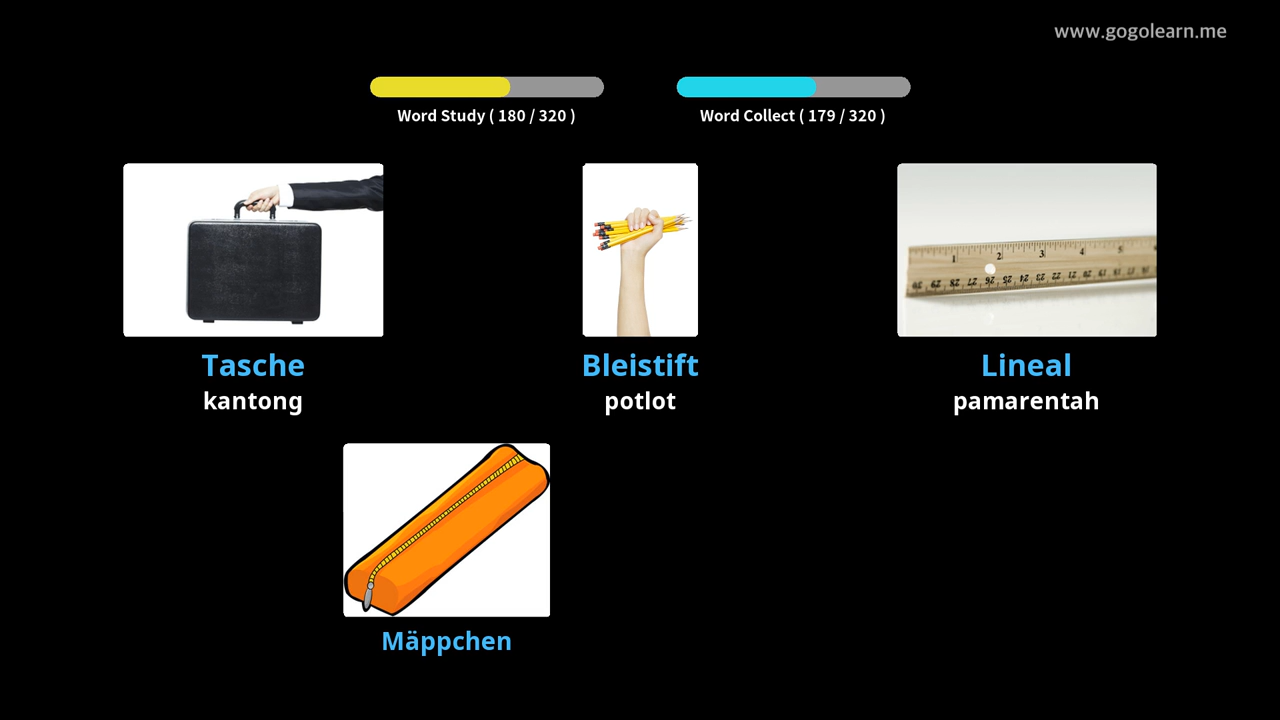 www.gogolearn.me
Word Study ( 180 / 320 )
Word Collect ( 179 / 320 )
Tasche
kantong
Bleistift
potlot
Lineal
pamarentah
Mäppchen